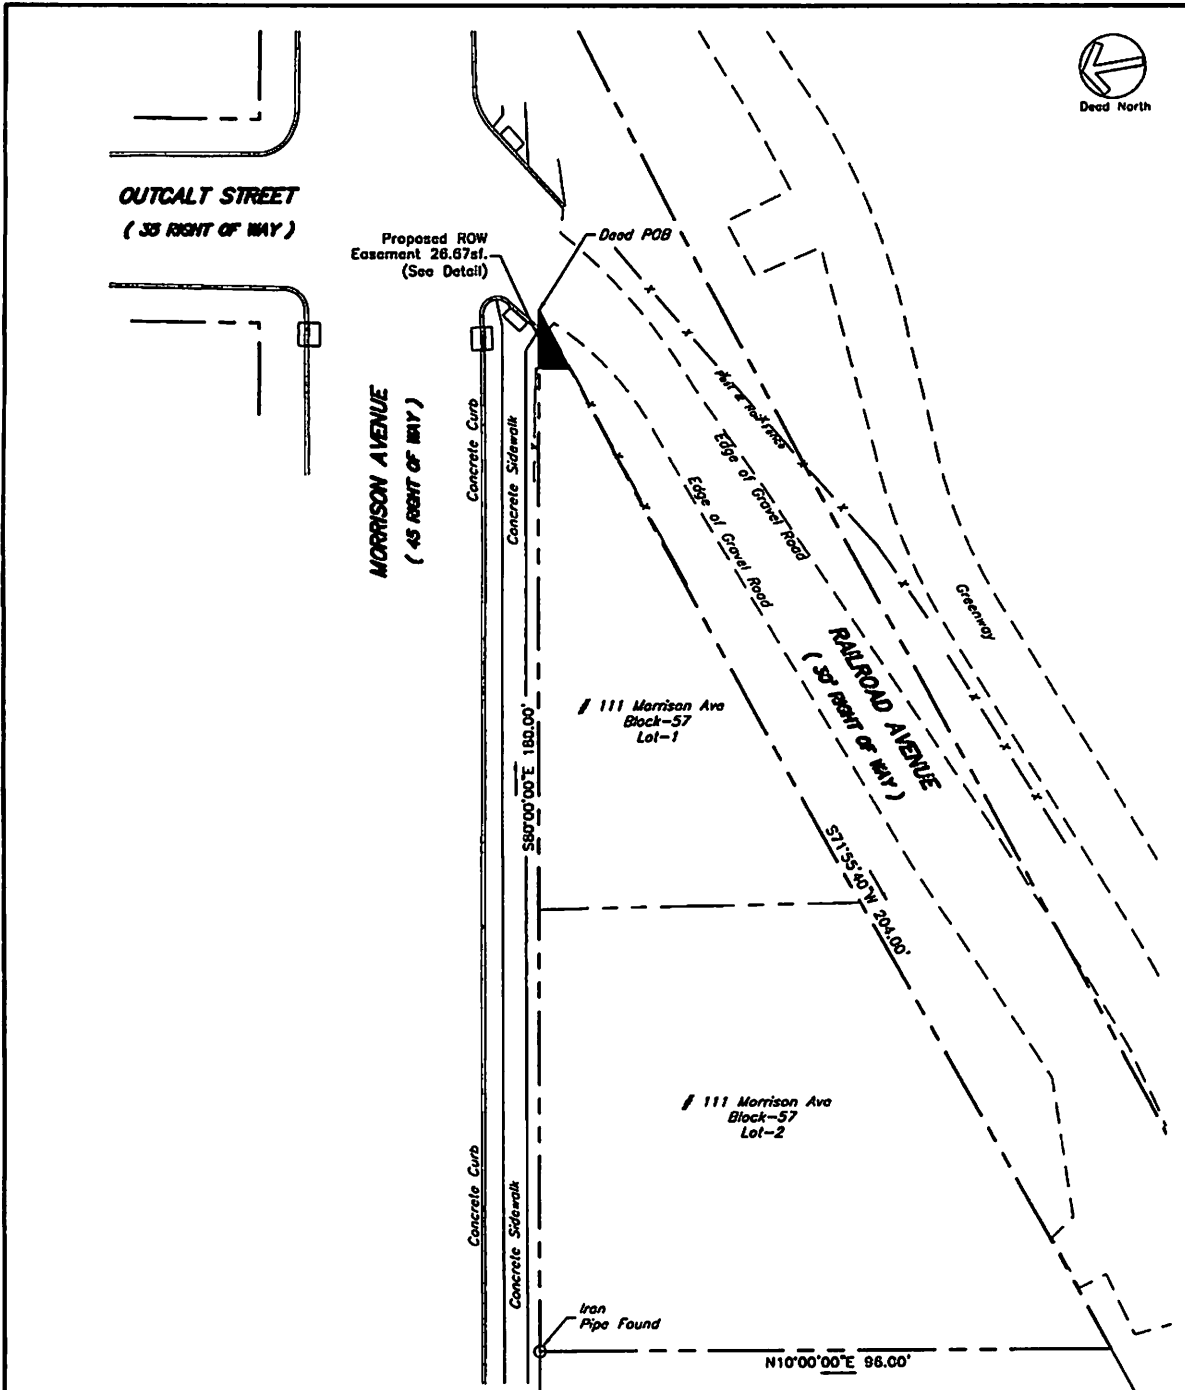 Deed North
OUTCALT STREET
( 35 RIGHT OF WAY )
Proposed ROW
Easement 26.67sf.
(See Detail)
Deed POB
MORRISON AVENUE
( 45 RIGHT OF WAY )
Concrete Curb
Concrete Sidewalk
Post & Rail Fence
Edge of Gravel Road
Edge of Gravel Road
Greenway
RAILROAD AVENUE
( 30' RIGHT OF WAY )
# 111 Morrison Ave
Block-57
Lot-1
S80°00'00"E 180.00'
S71°55'40"W 204.00'
# 111 Morrison Ave
Block-57
Lot-2
Concrete Curb
Concrete Sidewalk
Iron
Pipe Found
N10°00'00"E 96.00'